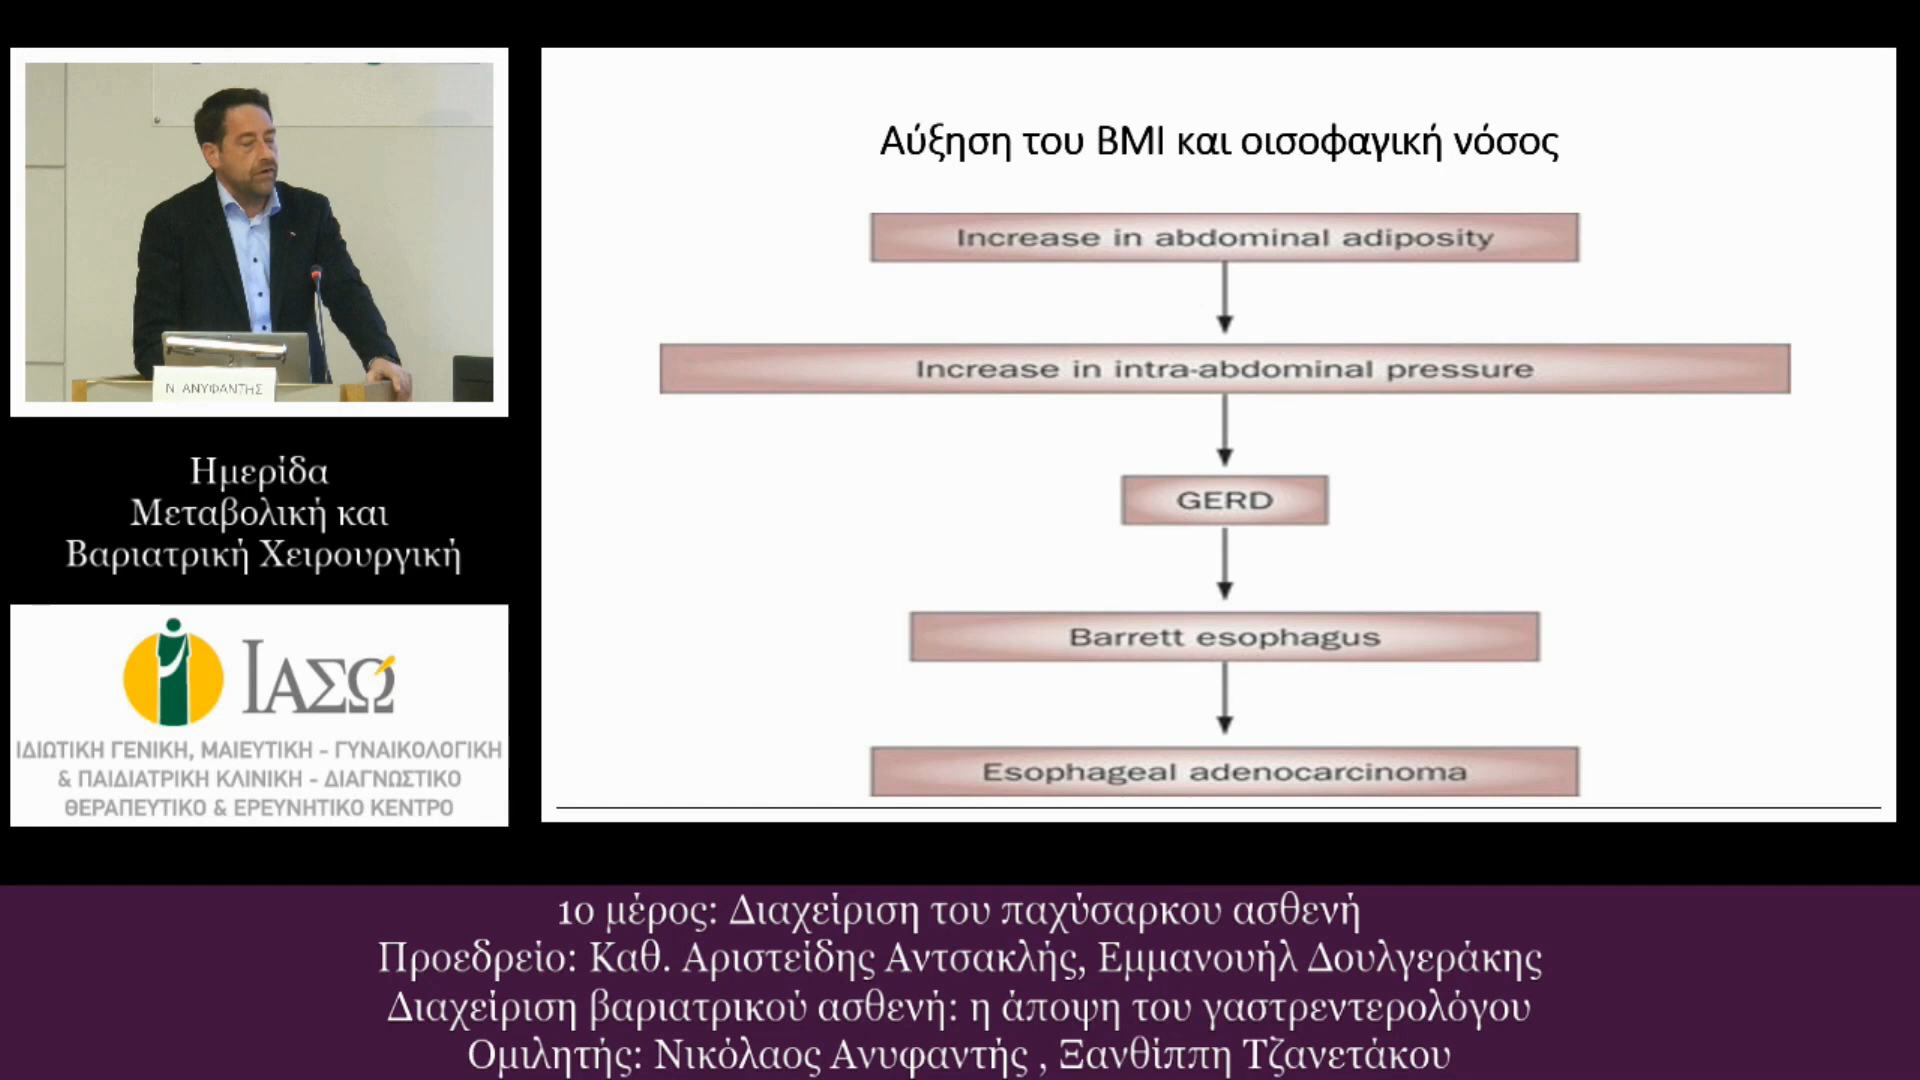 Ν. ΑΝΥΦΑΝΤΗΣ
Ημερίδα
Μεταβολική και
Βαριατρική Χειρουργική
ΙΑΣΩ
ΙΔΙΩΤΙΚΗ ΓΕΝΙΚΗ, ΜΑΙΕΥΤΙΚΗ - ΓΥΝΑΙΚΟΛΟΓΙΚΗ
& ΠΑΙΔΙΑΤΡΙΚΗ ΚΛΙΝΙΚΗ - ΔΙΑΓΝΩΣΤΙΚΟ
ΘΕΡΑΠΕΥΤΙΚΟ & ΕΡΕΥΝΗΤΙΚΟ ΚΕΝΤΡΟ
Αύξηση του BMI και οισοφαγική νόσος
Increase in abdominal adiposity
Increase in intra-abdominal pressure
GERD
Barrett esophagus
Esophageal adenocarcinoma
1ο μέρος: Διαχείριση του παχύσαρκου ασθενή
Προεδρείο: Καθ. Αριστείδης Αντσακλής, Εμμανουήλ Δουλγεράκης
Διαχείριση βαριατρικού ασθενή: η άποψη του γαστρεντερολόγου
Ομιλητής: Νικόλαος Ανυφαντής , Ξανθίππη Τζανετάκου